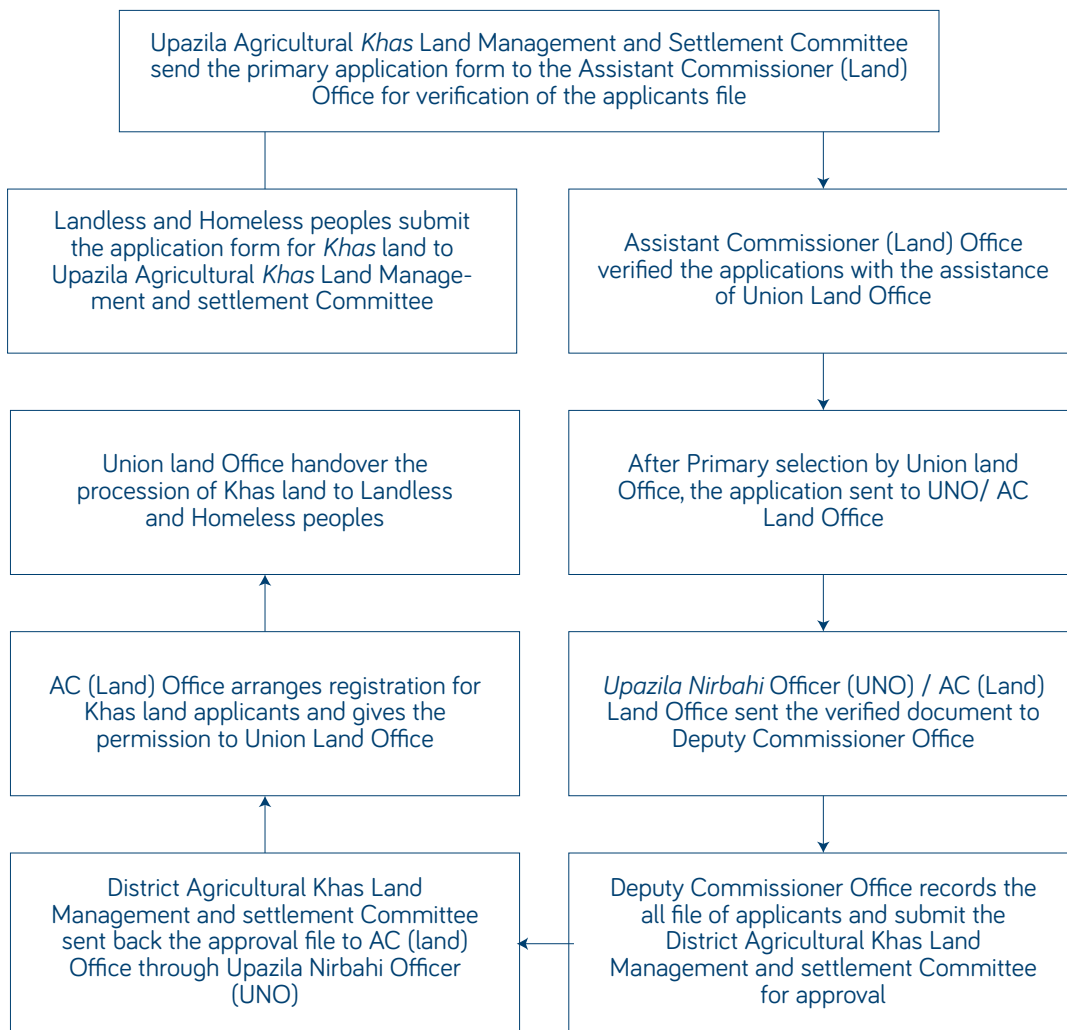 Upazila Agricultural Khas Land Management and Settlement Committee
send the primary application form to the Assistant Commissioner (Land)
Office for verification of the applicants file
Landless and Homeless peoples submit
the application form for Khas land to
Upazila Agricultural Khas Land Manage-
ment and settlement Committee
Assistant Commissioner (Land) Office
verified the applications with the assistance
of Union Land Office
Union land Office handover the
procession of Khas land to Landless
and Homeless peoples
After Primary selection by Union land
Office, the application sent to UNO/ AC
Land Office
AC (Land) Office arranges registration for
Khas land applicants and gives the
permission to Union Land Office
Upazila Nirbahi Officer (UNO) / AC (Land)
Land Office sent the verified document to
Deputy Commissioner Office
District Agricultural Khas Land
Management and settlement Committee
sent back the approval file to AC (land)
Office through Upazila Nirbahi Officer
(UNO)
Deputy Commissioner Office records the
all file of applicants and submit the
District Agricultural Khas Land
Management and settlement Committee
for approval